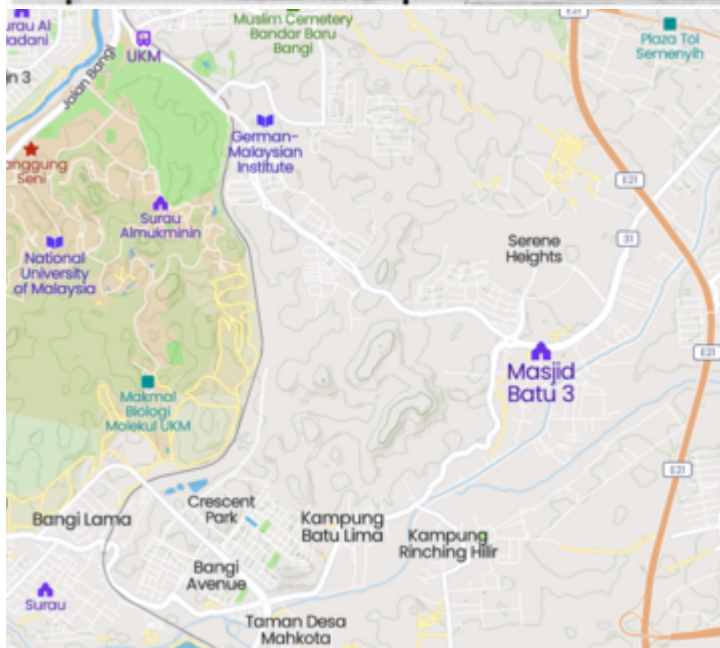 Muslim Cemetery
Bandar Baru
Bangi
E21
Plaza Tol
Semenyih
Surau Al
UKM
Jalan Bangi
German-
Malaysian
Institute
Seni
Surau
Almukminin
National
University
of Malaysia
E21
31
Serene
Heights
Masjid
Batu 3
E21
Makmal
Biologi
Molekul UKM
E21
Crescent
Park
Bangi Lama
Kampung
Batu Lima
Kampung
Rinching Hilir
Bangi
Avenue
Surau
Taman Desa
Mahkota